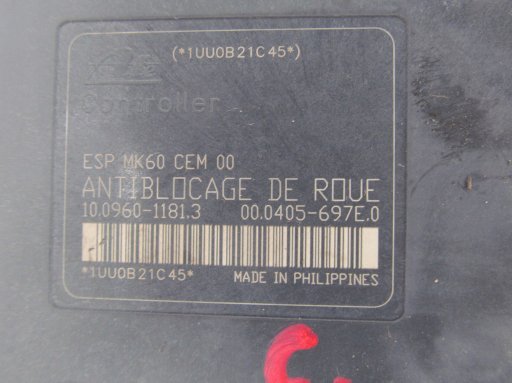 (*1UU0B21C45*)
ATE
Controller
ESP MK60 CEM 00
ANTIBLOCAGE DE ROUE
10.0960-1181.3 00.0405-697E.0
*1UU0B21C45* MADE IN PHILIPPINES